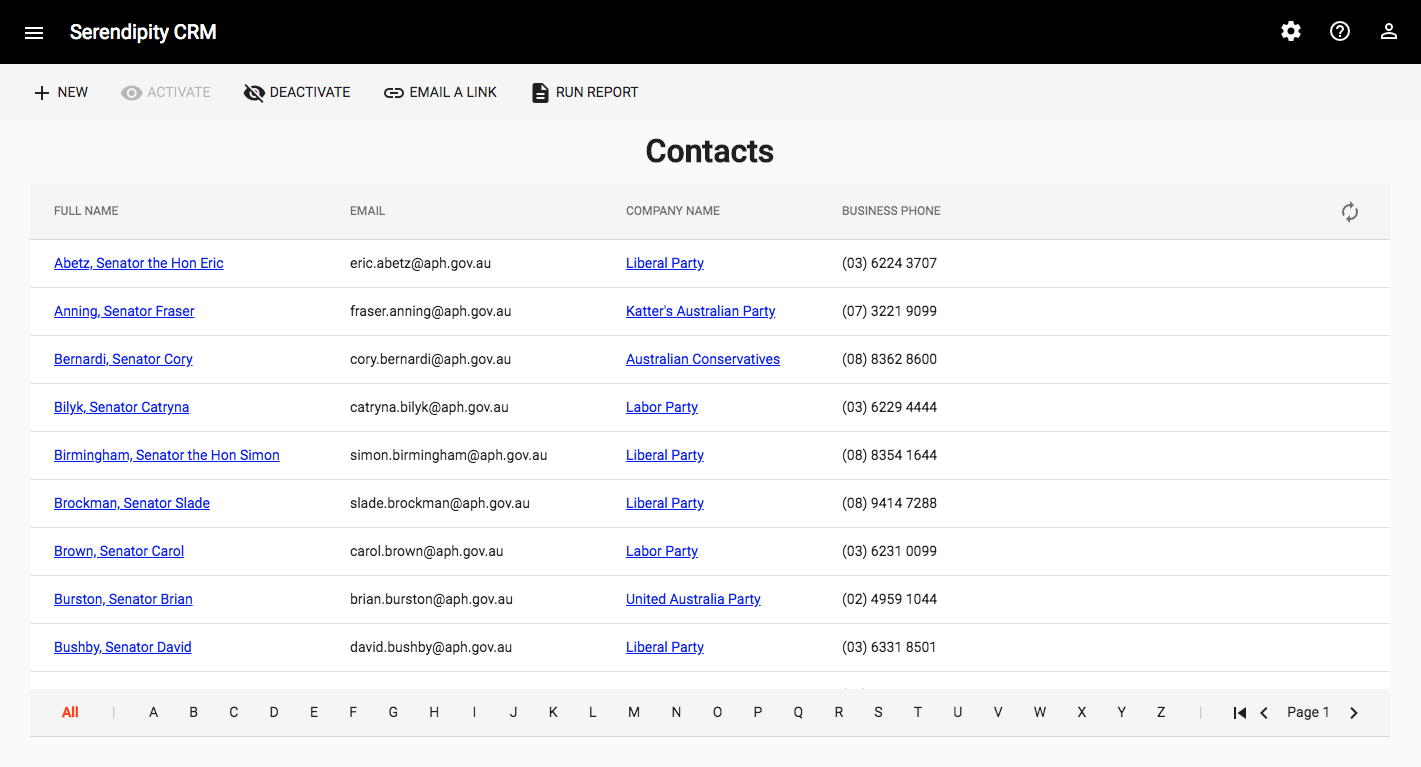 Serendipity CRM
NEW ACTIVATE DEACTIVATE EMAIL A LINK RUN REPORT
Contacts
FULL NAME EMAIL COMPANY NAME BUSINESS PHONE
Abetz, Senator the Hon Eric eric.abetz@aph.gov.au Liberal Party (03) 6224 3707
Anning, Senator Fraser fraser.anning@aph.gov.au Katter's Australian Party (07) 3221 9099
Bernardi, Senator Cory cory.bernardi@aph.gov.au Australian Conservatives (08) 8362 8600
Bilyk, Senator Catryna catryna.bilyk@aph.gov.au Labor Party (03) 6229 4444
Birmingham, Senator the Hon Simon simon.birmingham@aph.gov.au Liberal Party (08) 8354 1644
Brockman, Senator Slade slade.brockman@aph.gov.au Liberal Party (08) 9414 7288
Brown, Senator Carol carol.brown@aph.gov.au Labor Party (03) 6231 0099
Burston, Senator Brian brian.burston@aph.gov.au United Australia Party (02) 4959 1044
Bushby, Senator David david.bushby@aph.gov.au Liberal Party (03) 6331 8501
All | A B C D E F G H I J K L M N O P Q R S T U V W X Y Z | Page 1